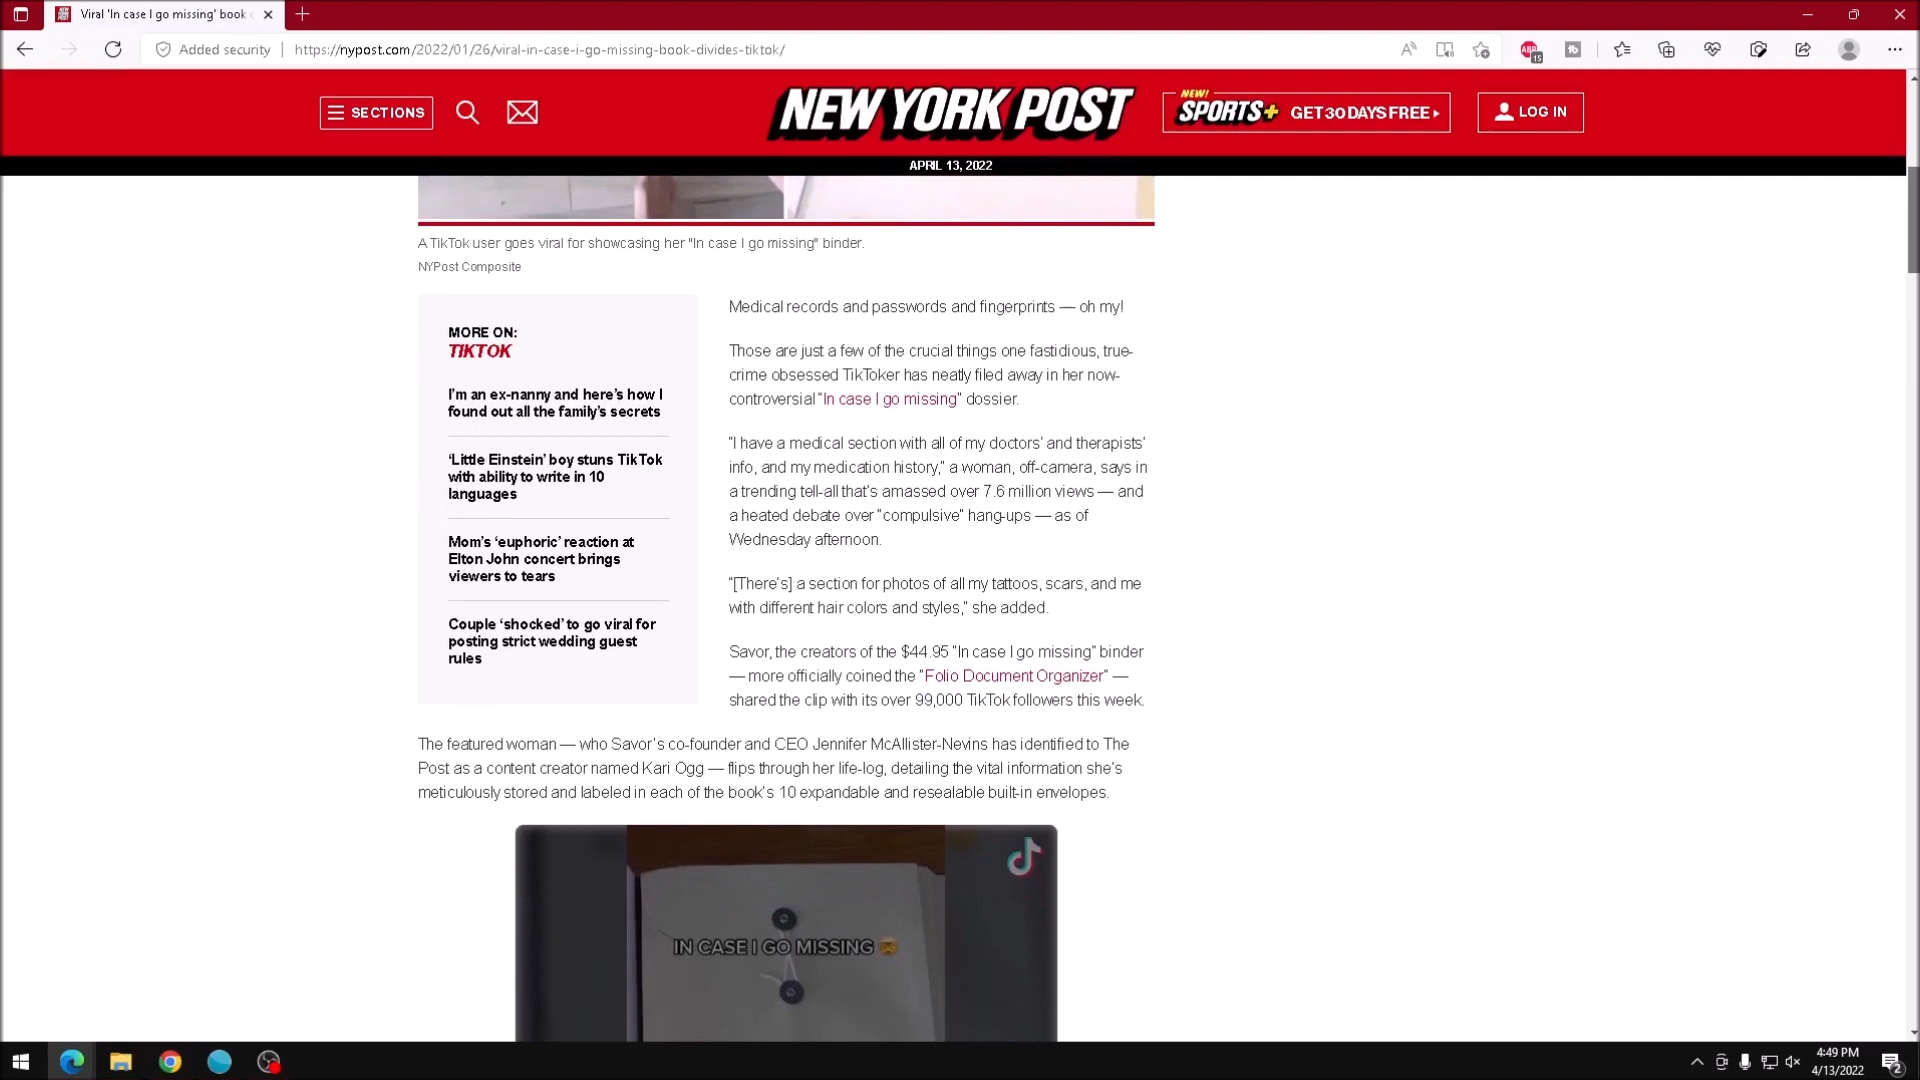 Viral 'In case I go missing' book
Added security
https://nypost.com/2022/01/26/viral-in-case-i-go-missing-book-divides-tiktok/
ABP
15
tb
SECTIONS
NEW YORK POST
NEW!
SPORTS+ GET 30 DAYS FREE
LOG IN
APRIL 13, 2022
A TikTok user goes viral for showcasing her "In case I go missing" binder.
NYPost Composite
MORE ON:
TIKTOK
I'm an ex-nanny and here's how I
found out all the family's secrets
'Little Einstein' boy stuns TikTok
with ability to write in 10
languages
Mom's 'euphoric' reaction at
Elton John concert brings
viewers to tears
Couple 'shocked' to go viral for
posting strict wedding guest
rules
Medical records and passwords and fingerprints — oh my!
Those are just a few of the crucial things one fastidious, true-
crime obsessed TikToker has neatly filed away in her now-
controversial "In case I go missing" dossier.
"I have a medical section with all of my doctors' and therapists'
info, and my medication history," a woman, off-camera, says in
a trending tell-all that's amassed over 7.6 million views — and
a heated debate over "compulsive" hang-ups — as of
Wednesday afternoon.
"[There's] a section for photos of all my tattoos, scars, and me
with different hair colors and styles," she added.
Savor, the creators of the $44.95 "In case I go missing" binder
— more officially coined the "Folio Document Organizer" —
shared the clip with its over 99,000 TikTok followers this week.
The featured woman — who Savor's co-founder and CEO Jennifer McAllister-Nevins has identified to The
Post as a content creator named Kari Ogg — flips through her life-log, detailing the vital information she's
meticulously stored and labeled in each of the book's 10 expandable and resealable built-in envelopes.
IN CASE I GO MISSING 🤯
4:49 PM
4/13/2022
2